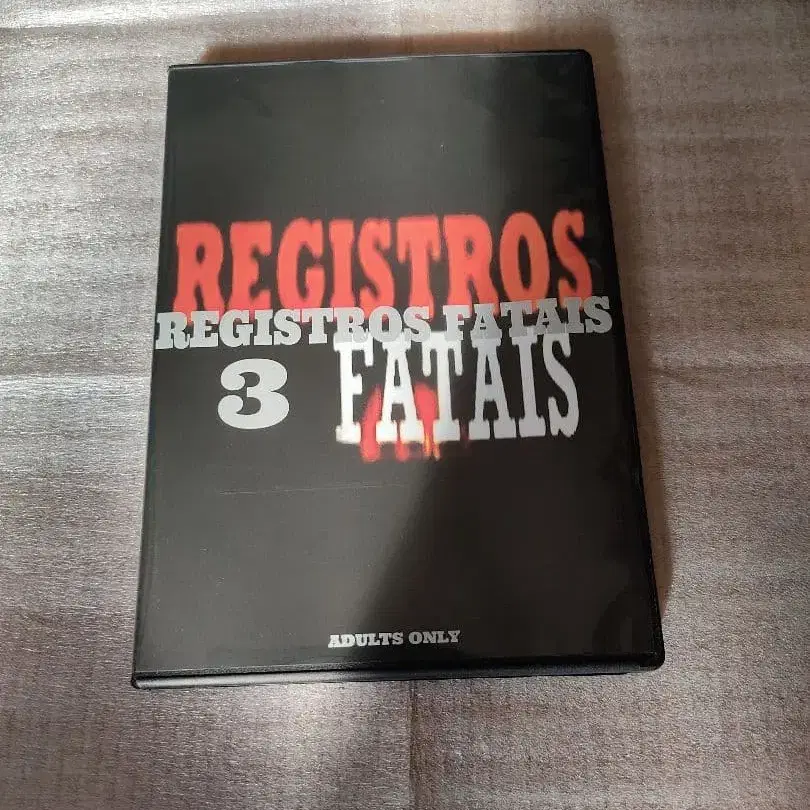 REGISTROS
REGISTROS FATAIS
3 FATAIS
ADULTS ONLY